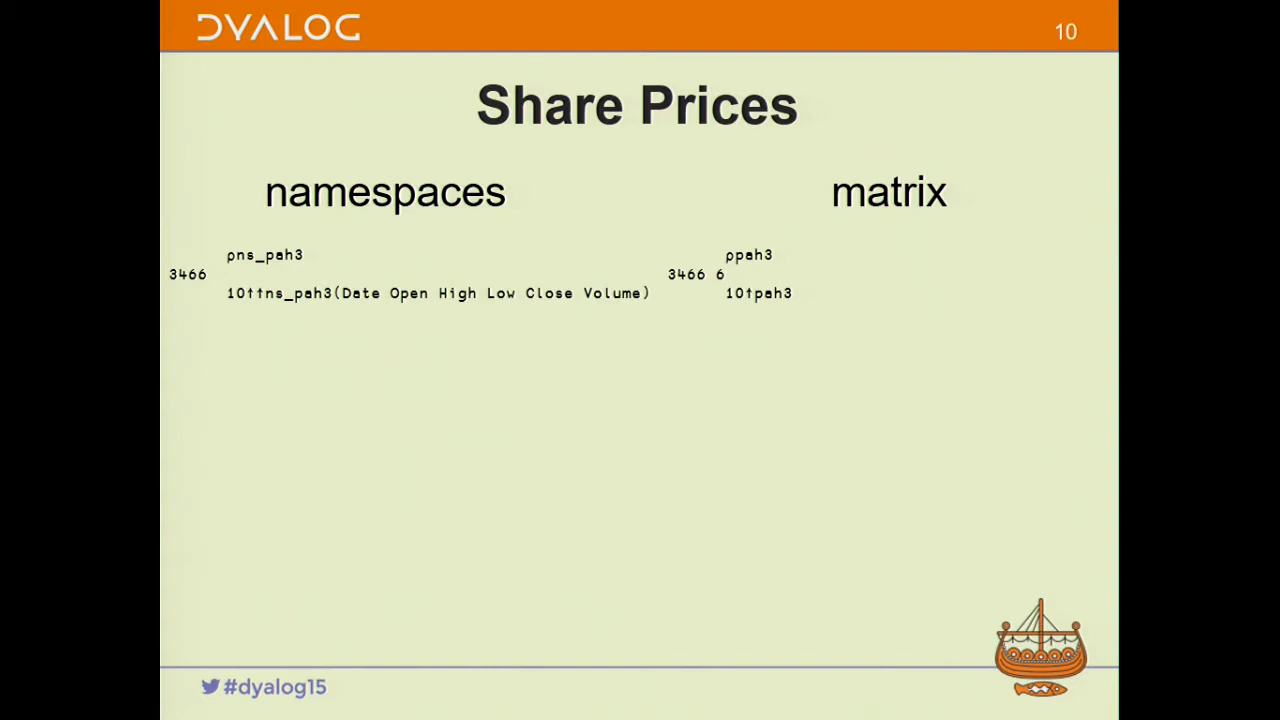 DYALOG
10
Share Prices
namespaces
⍴ns_pah3
3466
10↑↑ns_pah3(Date Open High Low Close Volume)
matrix
⍴pah3
3466 6
10↑pah3
#dyalog15